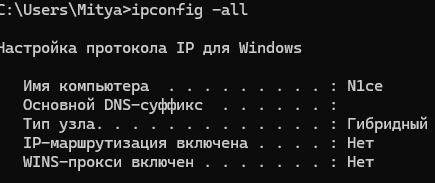 C:\Users\Mitya>ipconfig -all
Настройка протокола IP для Windows
Имя компьютера  . . . . . . . . . : N1ce
Основной DNS-суффикс  . . . . . . :
Тип узла. . . . . . . . . . . . . : Гибридный
IP-маршрутизация включена . . . . : Нет
WINS-прокси включен . . . . . . . : Нет